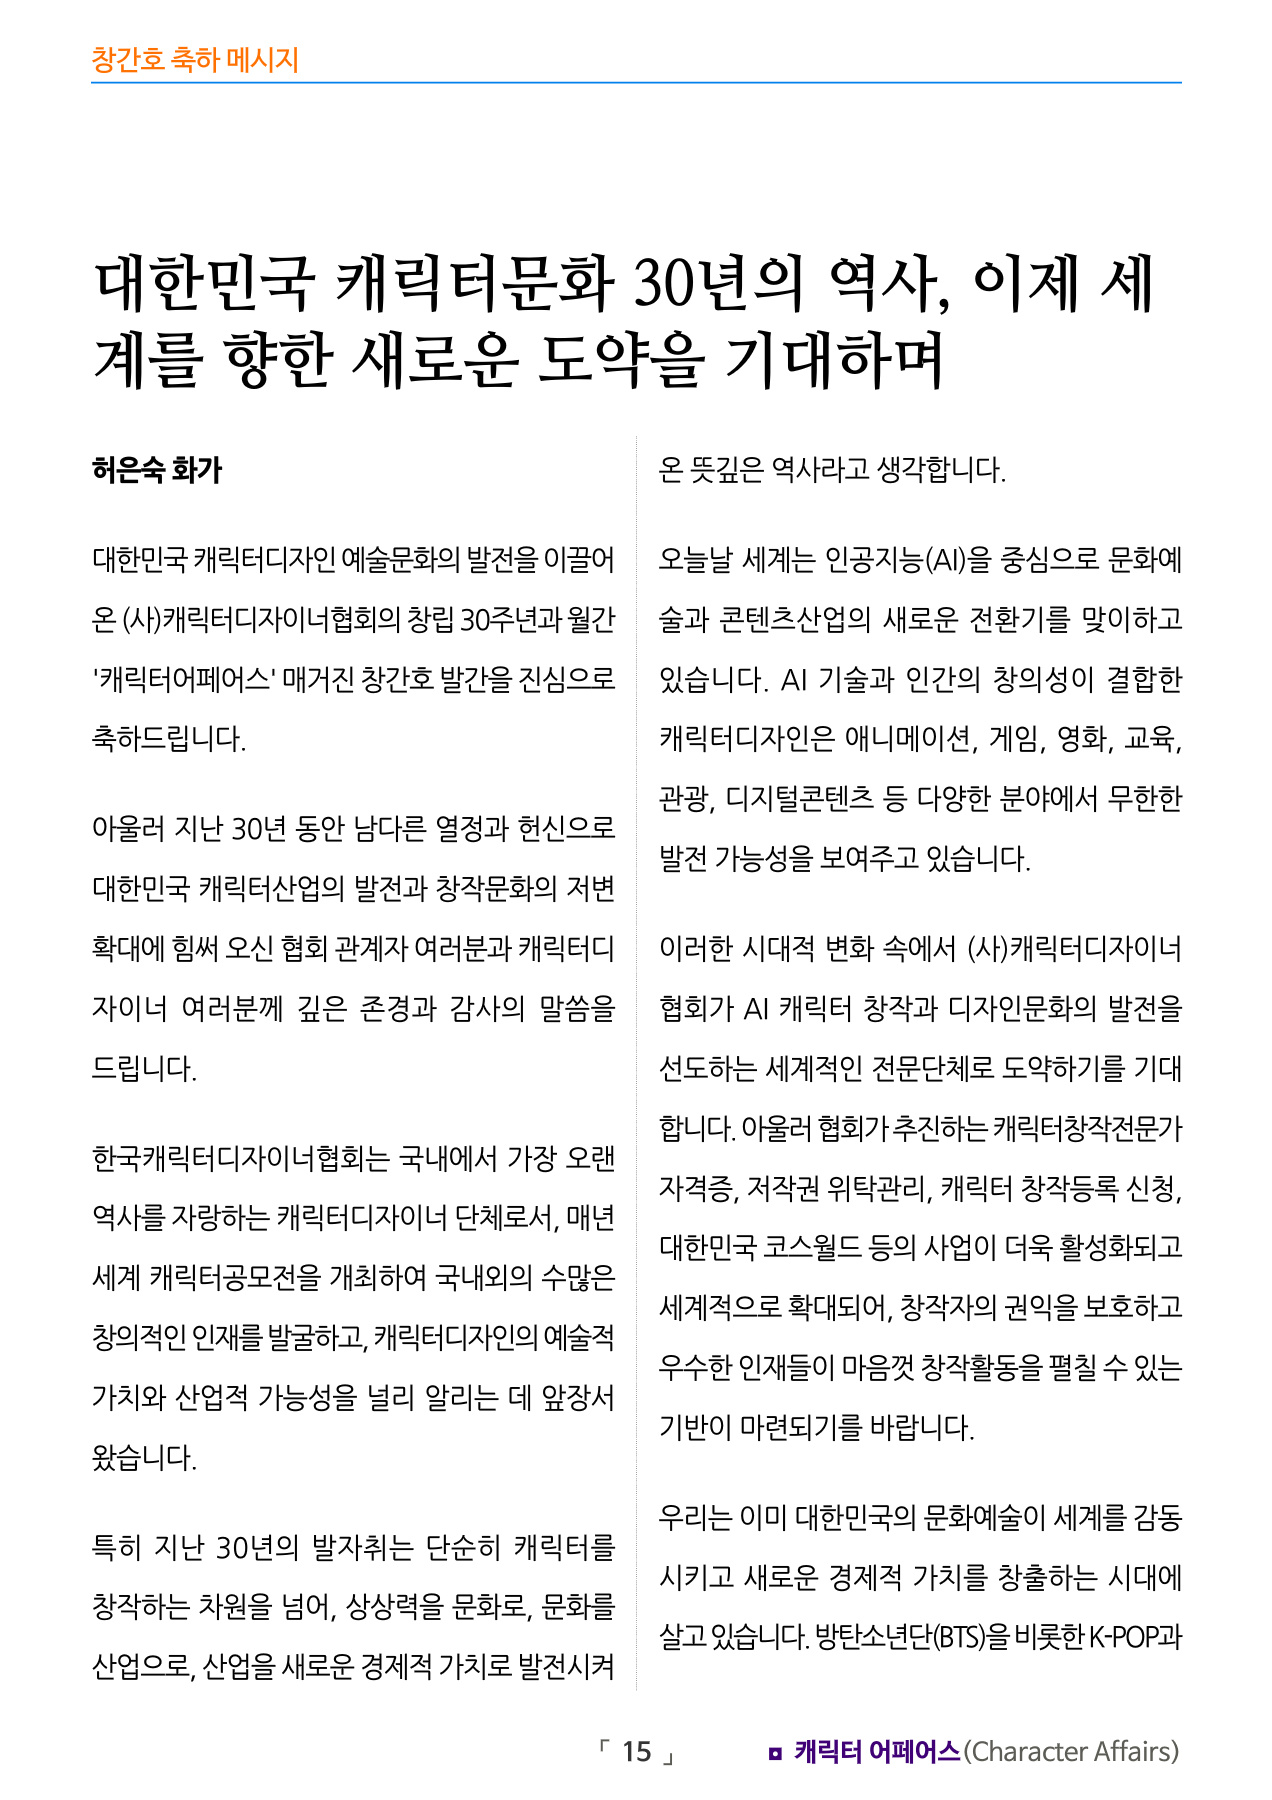 창간호 축하 메시지
대한민국 캐릭터문화 30년의 역사, 이제 세
계를 향한 새로운 도약을 기대하며
허은숙 화가
대한민국 캐릭터디자인 예술문화의 발전을 이끌어
온 (사)캐릭터디자이너협회의 창립 30주년과 월간
'캐릭터어페어스' 매거진 창간호 발간을 진심으로
축하드립니다.
아울러 지난 30년 동안 남다른 열정과 헌신으로
대한민국 캐릭터산업의 발전과 창작문화의 저변
확대에 힘써 오신 협회 관계자 여러분과 캐릭터디
자이너 여러분께 깊은 존경과 감사의 말씀을
드립니다.
한국캐릭터디자이너협회는 국내에서 가장 오랜
역사를 자랑하는 캐릭터디자이너 단체로서, 매년
세계 캐릭터공모전을 개최하여 국내외의 수많은
창의적인 인재를 발굴하고, 캐릭터디자인의 예술적
가치와 산업적 가능성을 널리 알리는 데 앞장서
왔습니다.
특히 지난 30년의 발자취는 단순히 캐릭터를
창작하는 차원을 넘어, 상상력을 문화로, 문화를
산업으로, 산업을 새로운 경제적 가치로 발전시켜
온 뜻깊은 역사라고 생각합니다.
오늘날 세계는 인공지능(AI)을 중심으로 문화예
술과 콘텐츠산업의 새로운 전환기를 맞이하고
있습니다. AI 기술과 인간의 창의성이 결합한
캐릭터디자인은 애니메이션, 게임, 영화, 교육,
관광, 디지털콘텐츠 등 다양한 분야에서 무한한
발전 가능성을 보여주고 있습니다.
이러한 시대적 변화 속에서 (사)캐릭터디자이너
협회가 AI 캐릭터 창작과 디자인문화의 발전을
선도하는 세계적인 전문단체로 도약하기를 기대
합니다. 아울러 협회가 추진하는 캐릭터창작전문가
자격증, 저작권 위탁관리, 캐릭터 창작등록 신청,
대한민국 코스월드 등의 사업이 더욱 활성화되고
세계적으로 확대되어, 창작자의 권익을 보호하고
우수한 인재들이 마음껏 창작활동을 펼칠 수 있는
기반이 마련되기를 바랍니다.
우리는 이미 대한민국의 문화예술이 세계를 감동
시키고 새로운 경제적 가치를 창출하는 시대에
살고 있습니다. 방탄소년단(BTS)을 비롯한 K-POP과
「 15 」
캐릭터 어페어스(Character Affairs)